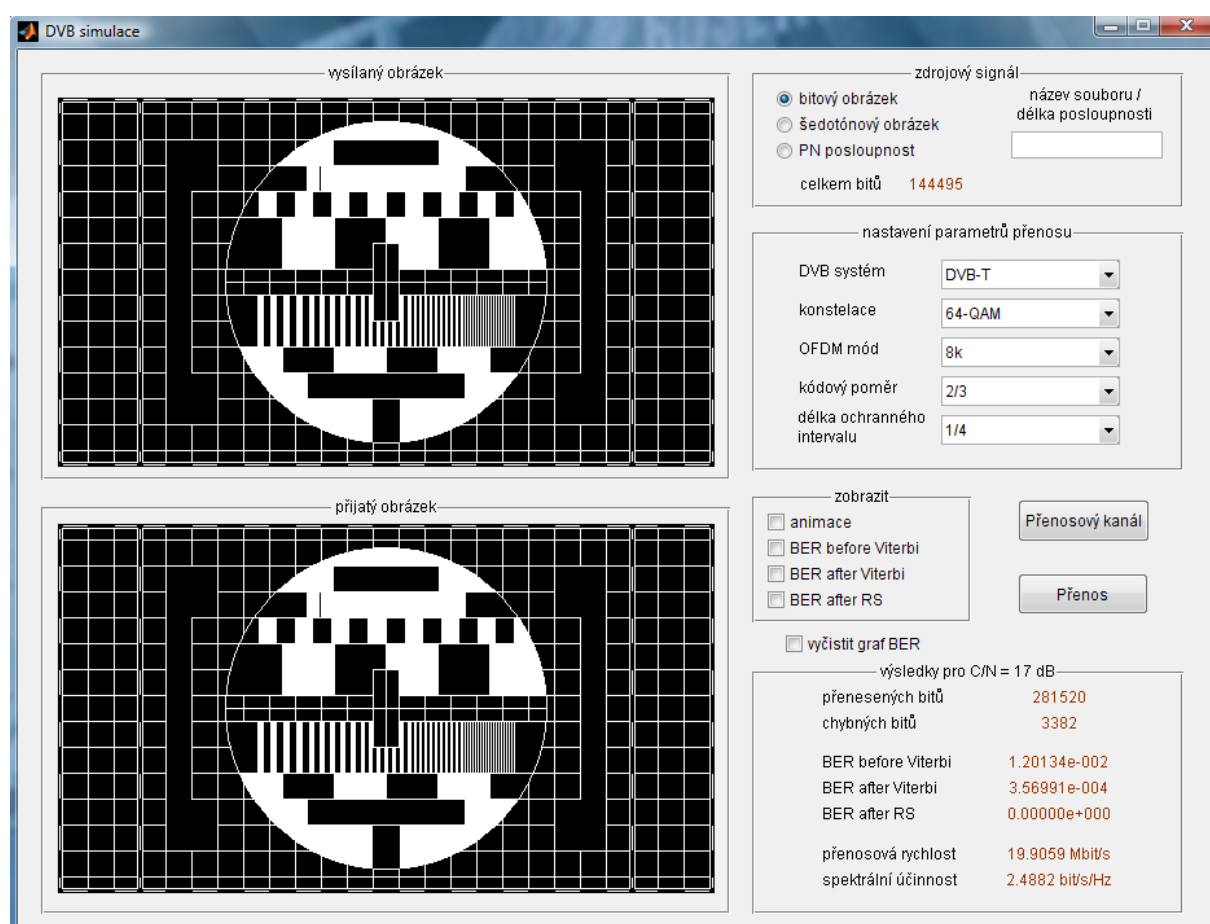 DVB simulace
vysílaný obrázek
zdrojový signál
bitový obrázek
šedotónový obrázek
PN posloupnost
název souboru /
délka posloupnosti
celkem bitů 144495
nastavení parametrů přenosu
DVB systém DVB-T
konstelace 64-QAM
OFDM mód 8k
kódový poměr 2/3
délka ochranného
intervalu 1/4
přijatý obrázek
zobrazit
animace
BER before Viterbi
BER after Viterbi
BER after RS
Přenosový kanál
Přenos
vyčistit graf BER
výsledky pro C/N = 17 dB
přenesených bitů 281520
chybných bitů 3382
BER before Viterbi 1.20134e-002
BER after Viterbi 3.56991e-004
BER after RS 0.00000e+000
přenosová rychlost 19.9059 Mbit/s
spektrální účinnost 2.4882 bit/s/Hz